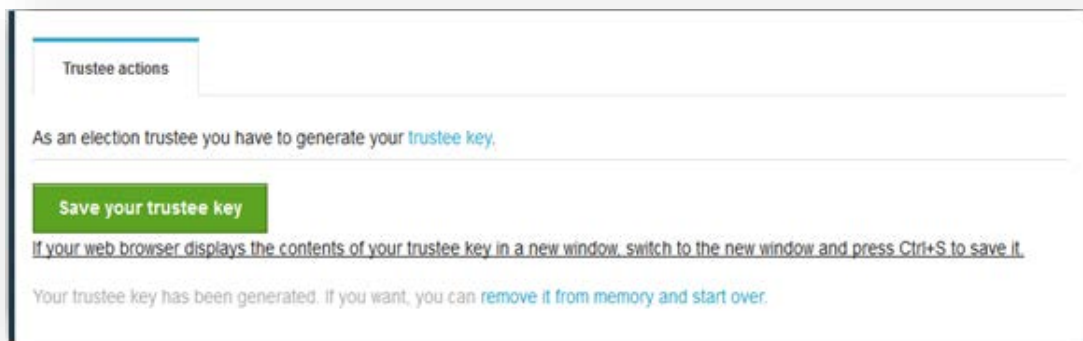 Trustee actions
As an election trustee you have to generate your trustee key.
Save your trustee key
If your web browser displays the contents of your trustee key in a new window, switch to the new window and press Ctrl+S to save it.
Your trustee key has been generated. If you want, you can remove it from memory and start over.